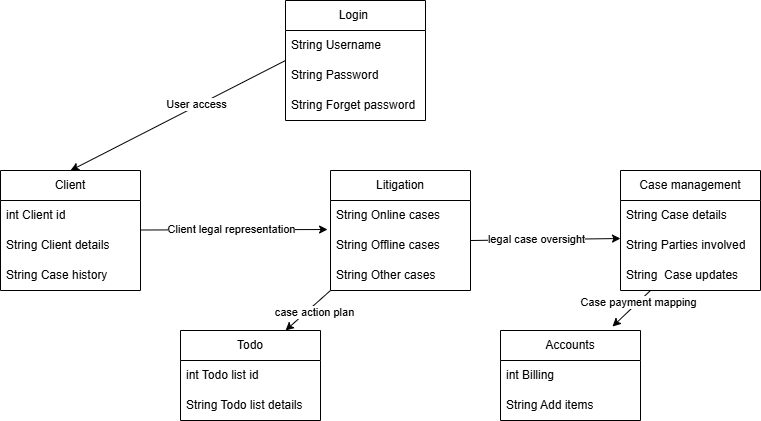 Login
String Username
String Password
String Forget password
User access
Client
int Client id
String Client details
String Case history
Client legal representation
Litigation
String Online cases
String Offline cases
String Other cases
legal case oversight
Case management
String Case details
String Parties involved
String  Case updates
case action plan
Case payment mapping
Todo
int Todo list id
String Todo list details
Accounts
int Billing
String Add items